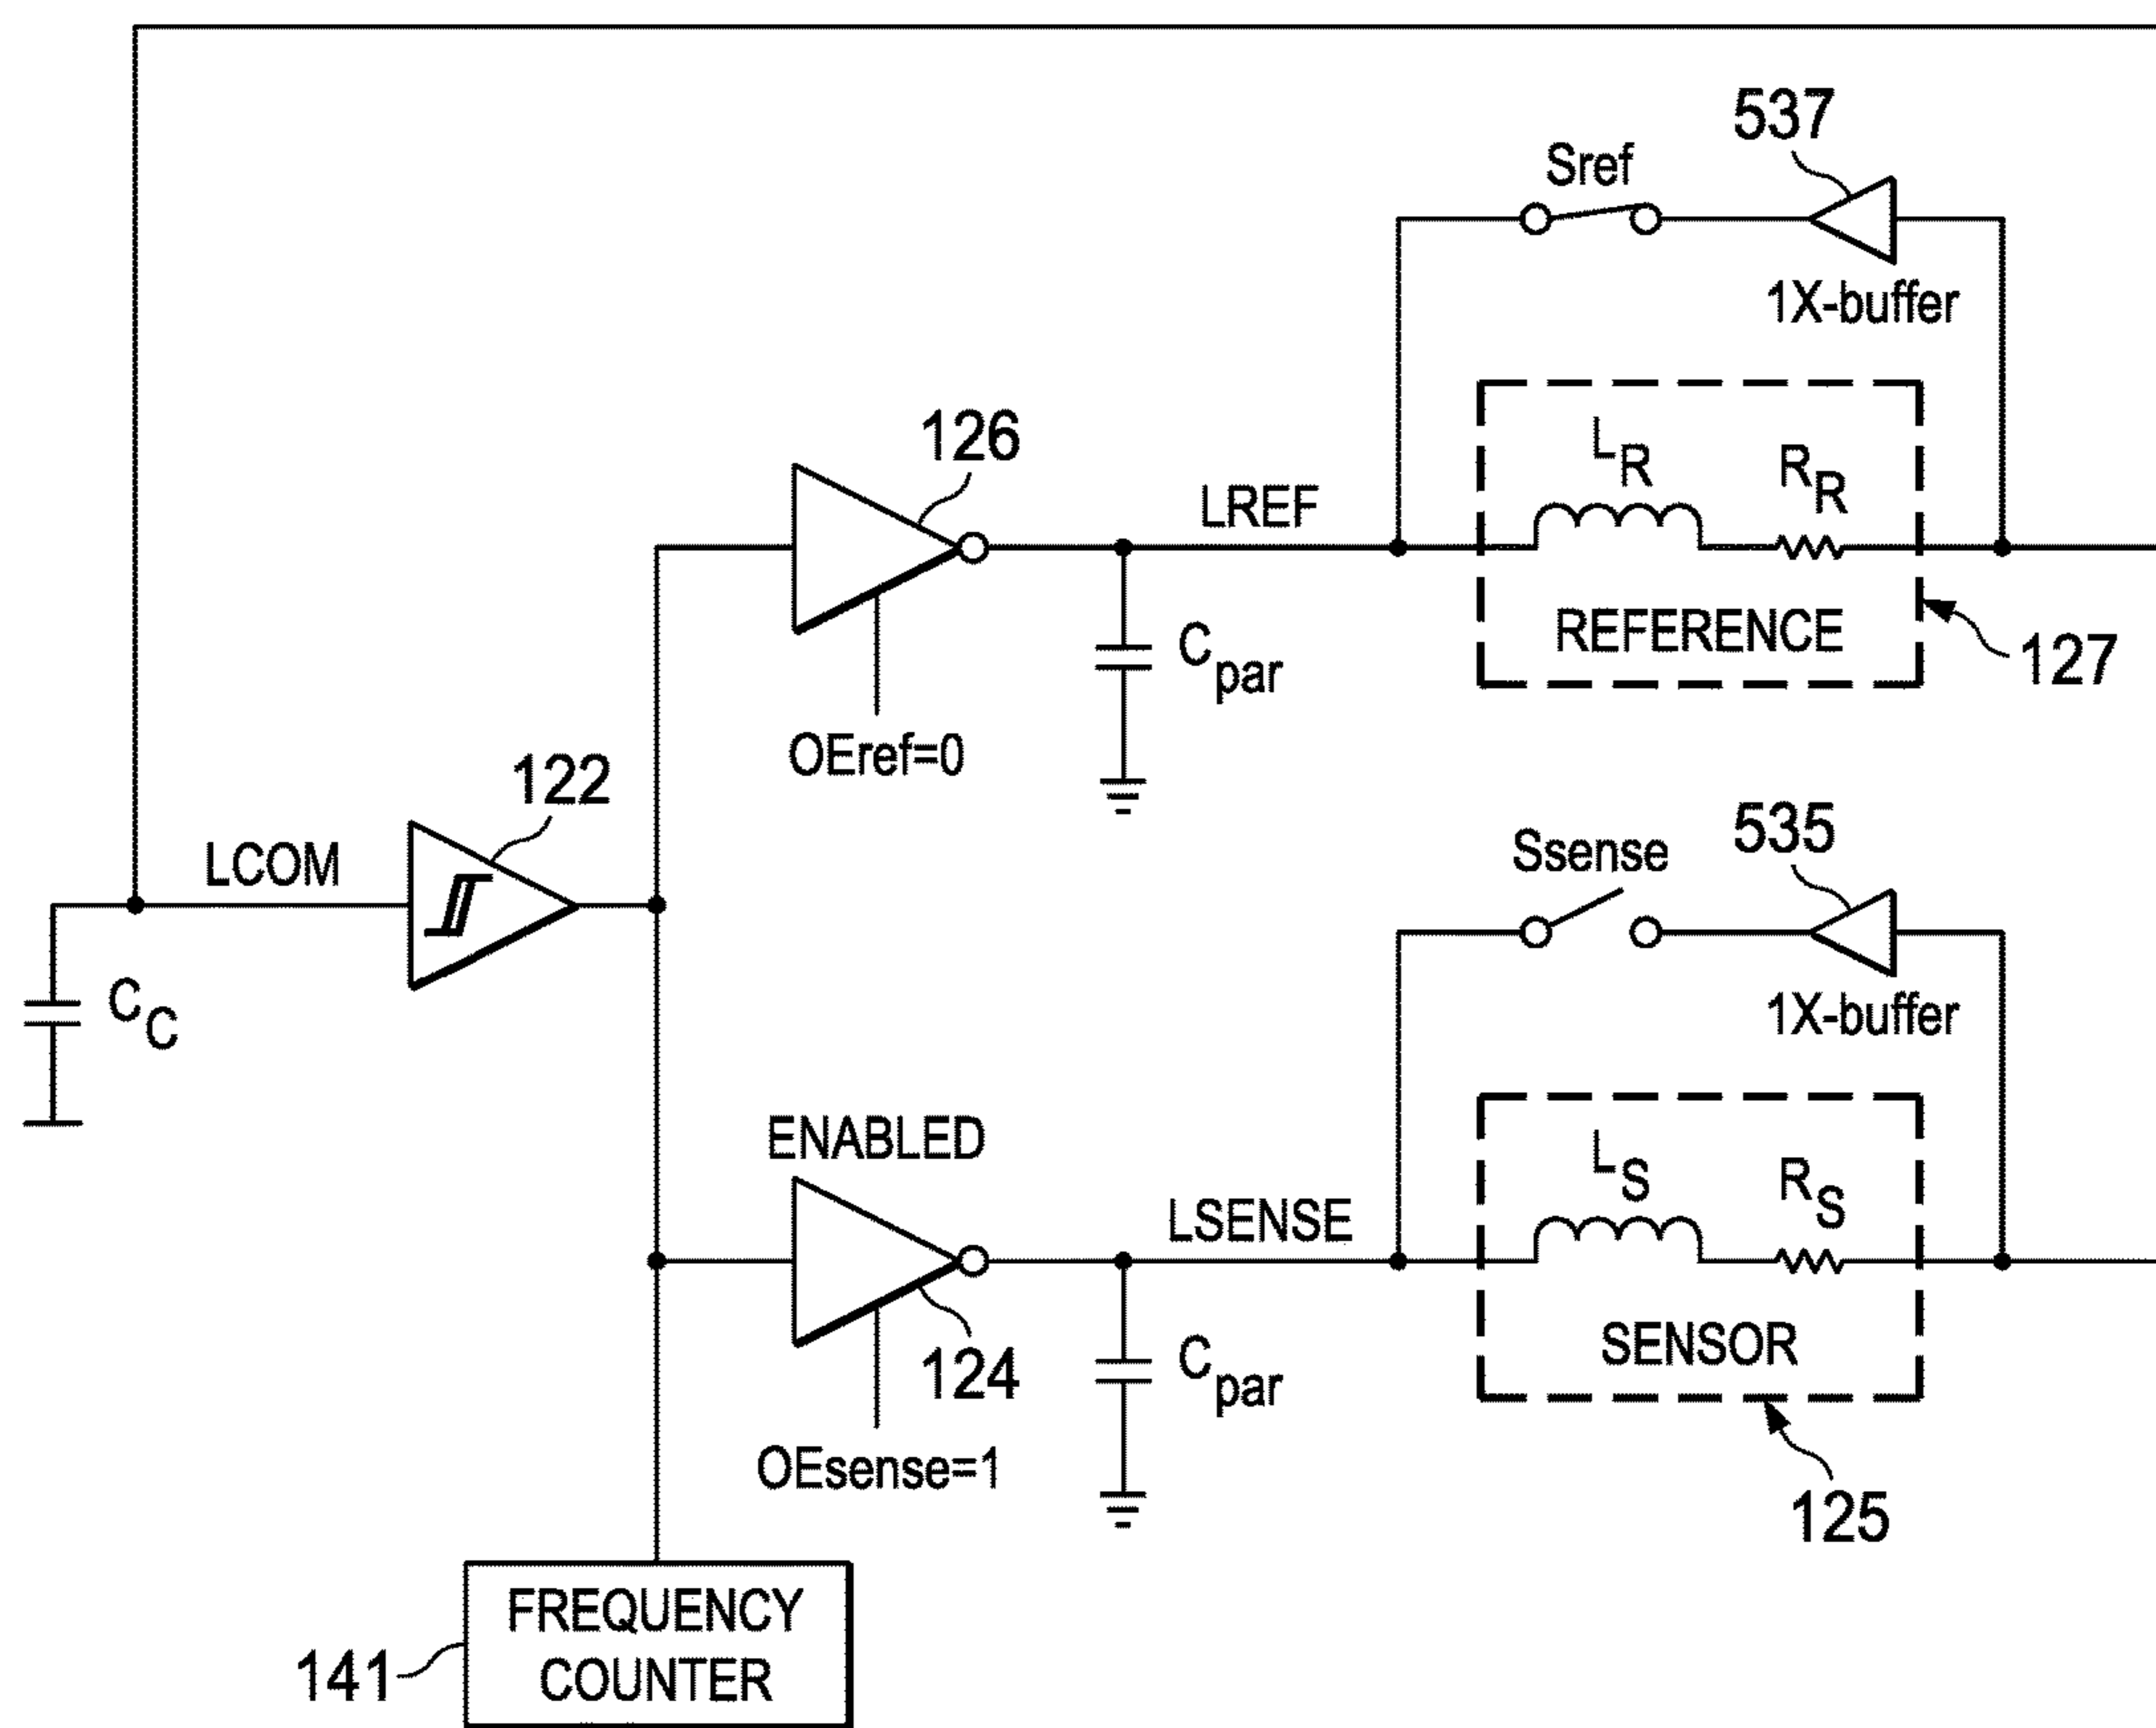 537
Sref
1X-buffer
126
LREF
LR
RR
REFERENCE
127
Cpar
OEref=0
122
LCOM
CC
535
Ssense
1X-buffer
ENABLED
LSENSE
LS
RS
SENSOR
124
Cpar
OEsense=1
125
FREQUENCY
COUNTER
141